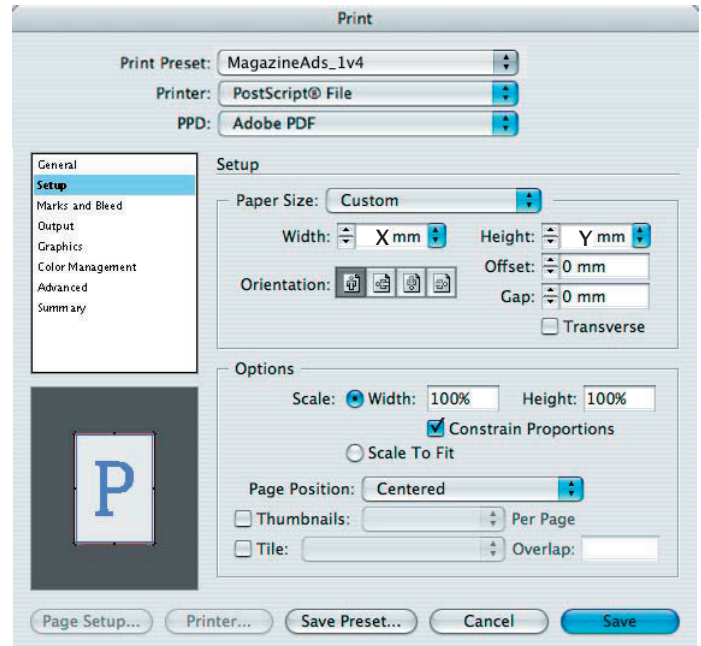 Print
Print Preset: MagazineAds_1v4
Printer: PostScript® File
PPD: Adobe PDF
General
Setup
Marks and Bleed
Output
Graphics
Color Management
Advanced
Summary
Setup
Paper Size: Custom
Width: X mm Height: Y mm
Orientation: Offset: 0 mm
Gap: 0 mm
Transverse
Options
Scale: Width: 100% Height: 100%
Constrain Proportions
Scale To Fit
Page Position: Centered
Thumbnails: Per Page
Tile: Overlap:
P
Page Setup... Printer... Save Preset... Cancel Save